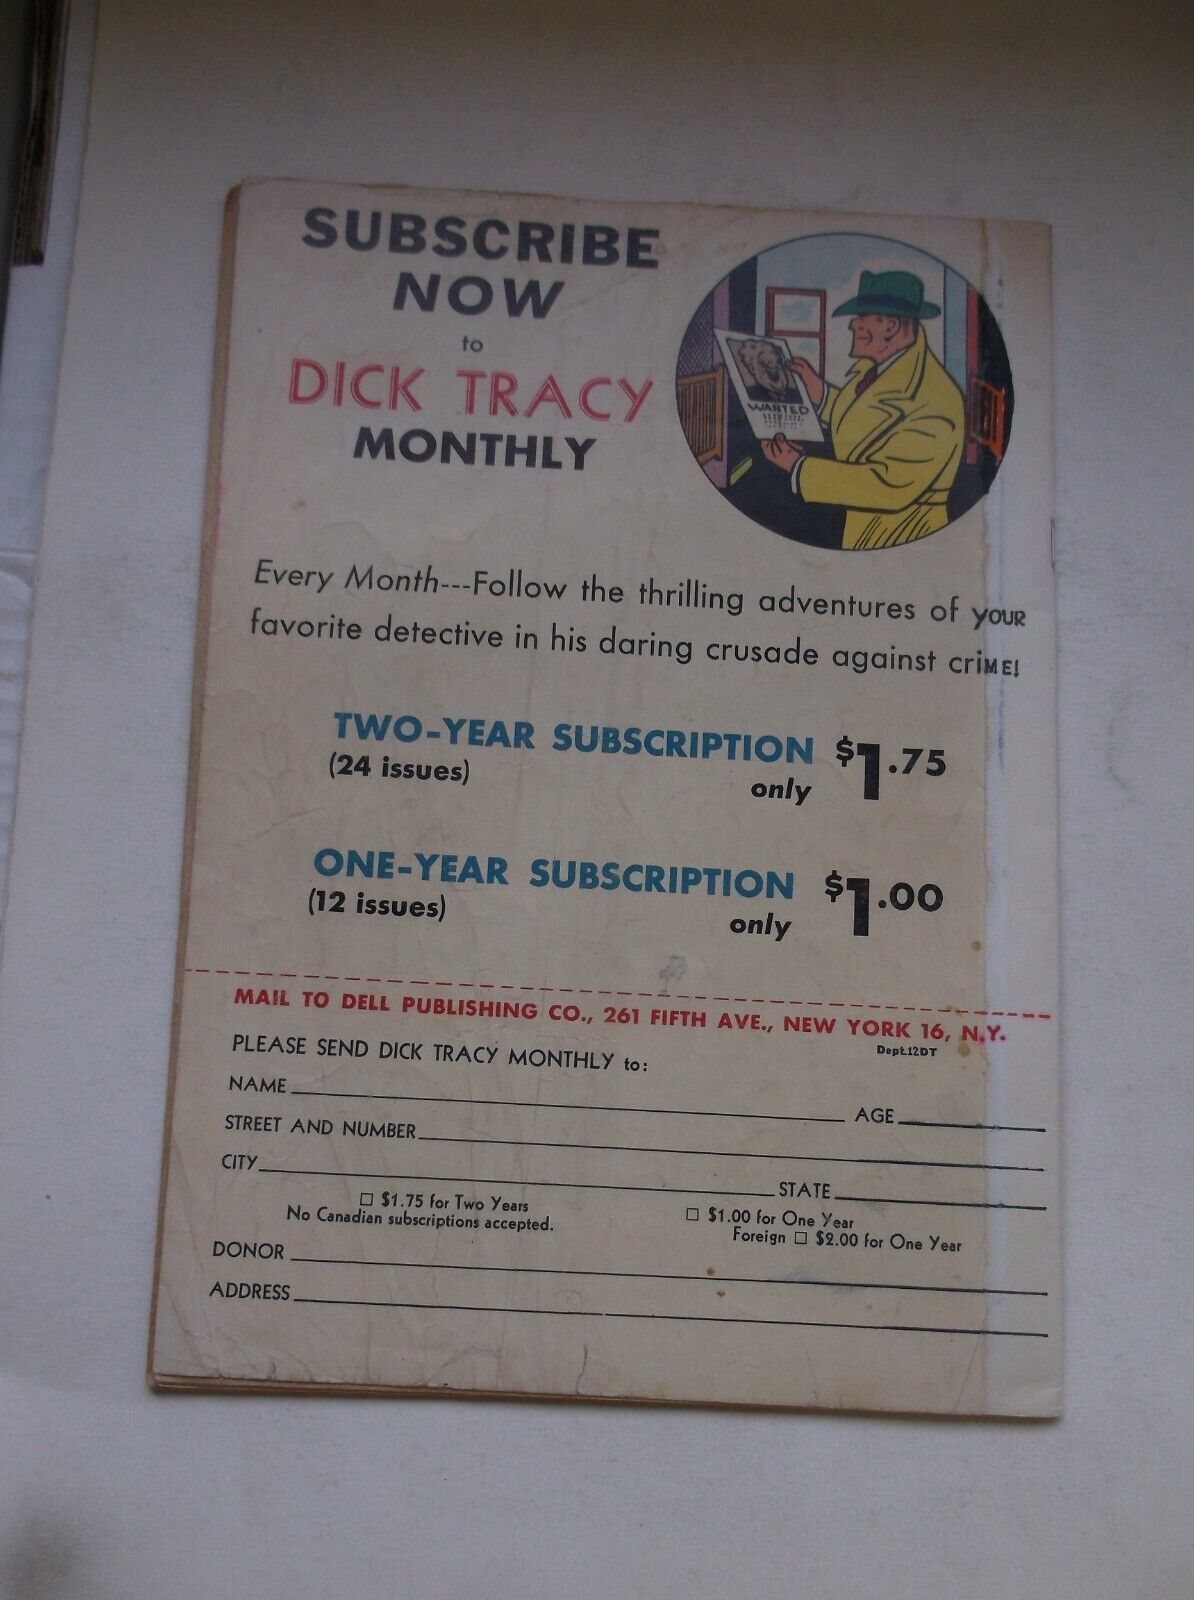 SUBSCRIBE
NOW
to
DICK TRACY
MONTHLY
WANTED
Every Month---Follow the thrilling adventures of yOUR
favorite detective in his daring crusade against criME!
TWO-YEAR SUBSCRIPTION $1.75
(24 issues) only
ONE-YEAR SUBSCRIPTION $1.00
(12 issues) only
MAIL TO DELL PUBLISHING CO., 261 FIFTH AVE., NEW YORK 16, N.Y.
Dept.12DT
PLEASE SEND DICK TRACY MONTHLY to:
NAME AGE
STREET AND NUMBER
CITY STATE
☐ $1.75 for Two Years ☐ $1.00 for One Year
No Canadian subscriptions accepted. Foreign ☐ $2.00 for One Year
DONOR
ADDRESS